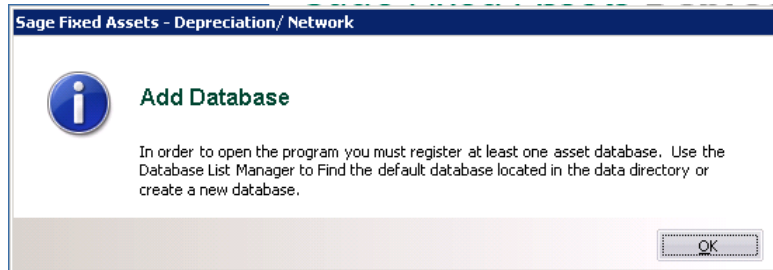 Sage Fixed Assets - Depreciation/ Network
Add Database
In order to open the program you must register at least one asset database.  Use the
Database List Manager to Find the default database located in the data directory or
create a new database.
OK